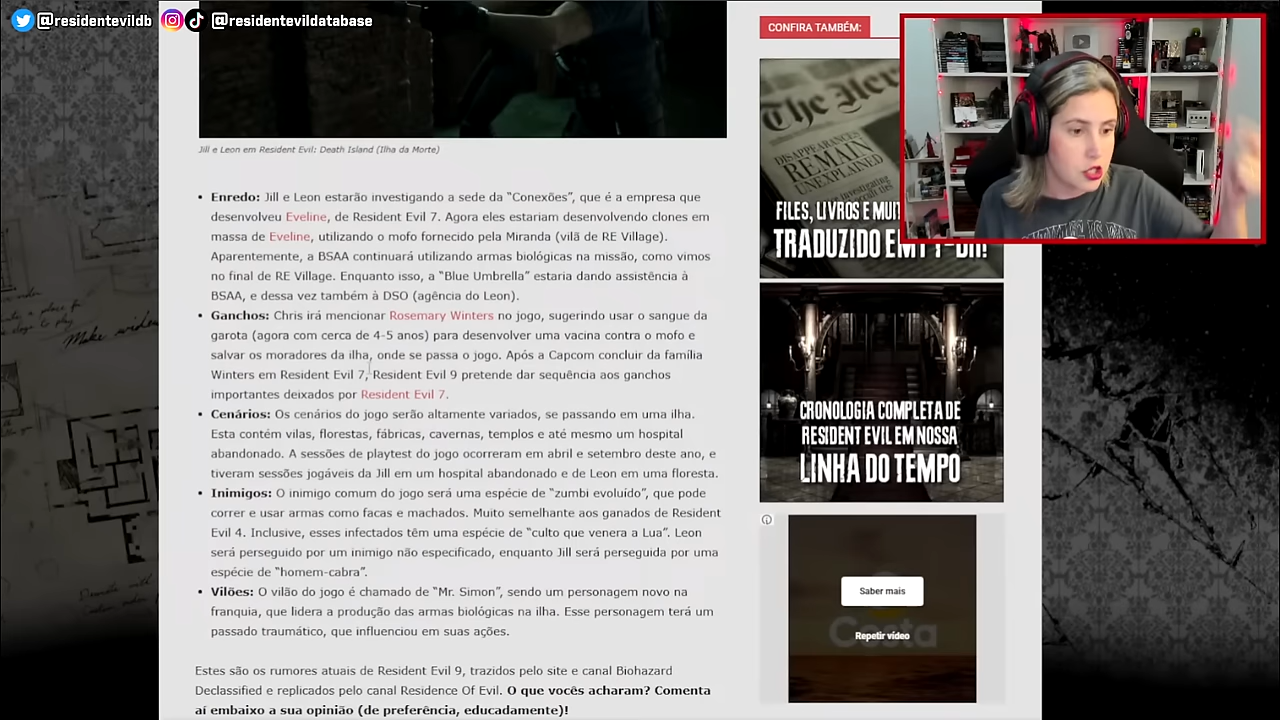 @residentevildb @residentevildatabase
Jill e Leon em Resident Evil: Death Island (Ilha da Morte)
• Enredo: Jill e Leon estarão investigando a sede da “Conexões”, que é a empresa que
desenvolveu Eveline, de Resident Evil 7. Agora eles estariam desenvolvendo clones em
massa de Eveline, utilizando mofo fornecido pela Miranda (vilã de RE Village).
Aparentemente, a BSAA continuará utilizando armas biológicas na missão, como vimos
no final de RE Village. Enquanto isso, a “Blue Umbrella” estaria dando assistência à
BSAA, e dessa vez também à DSO (agência do Leon).
• Ganchos: Chris irá mencionar Rosemary Winters no jogo, sugerindo usar o sangue da
garota (agora com cerca de 4-5 anos) para desenvolver uma vacina contra o mofo e
salvar os moradores da ilha, onde se passa o jogo. Após a Capcom concluir da família
Winters em Resident Evil 7, Resident Evil 9 pretende dar sequência aos ganchos
importantes deixados por Resident Evil 7.
• Cenários: Os cenários do jogo serão altamente variados, se passando em uma ilha.
Esta contém vilas, florestas, fábricas, cavernas, templos e até mesmo um hospital
abandonado. A sessões de playtest do jogo ocorreram em abril e setembro deste ano, e
tiveram sessões jogáveis da Jill em um hospital abandonado e de Leon em uma floresta.
• Inimigos: O inimigo comum do jogo será uma espécie de “zumbi evoluído”, que pode
correr e usar armas como facas e machados. Muito semelhante aos ganados de Resident
Evil 4. Inclusive, esses infectados têm uma espécie de “culto que venera a Lua”. Leon
será perseguido por um inimigo não especificado, enquanto Jill será perseguida por uma
espécie de “homem-cabra”.
• Vilões: O vilão do jogo é chamado de “Mr. Simon”, sendo um personagem novo na
franquia, que lidera a produção das armas biológicas na ilha. Esse personagem terá um
passado traumático, que influenciou em suas ações.
Estes são os rumores atuais de Resident Evil 9, trazidos pelo site e canal Biohazard
Declassified e replicados pelo canal Residence Of Evil. O que vocês acharam? Comenta
aí embaixo a sua opinião (de preferência, educadamente)!
CONFIRA TAMBÉM:
The
DISAPPEARANCES
REMAIN
UNEXPLAINED
FILES, LIVROS E
TRADUZIDO
CRONOLOGIA COMPLETA DE
RESIDENT EVIL EM NOSSA
LINHA DO TEMPO
Saber mais
Costa
Repetir vídeo